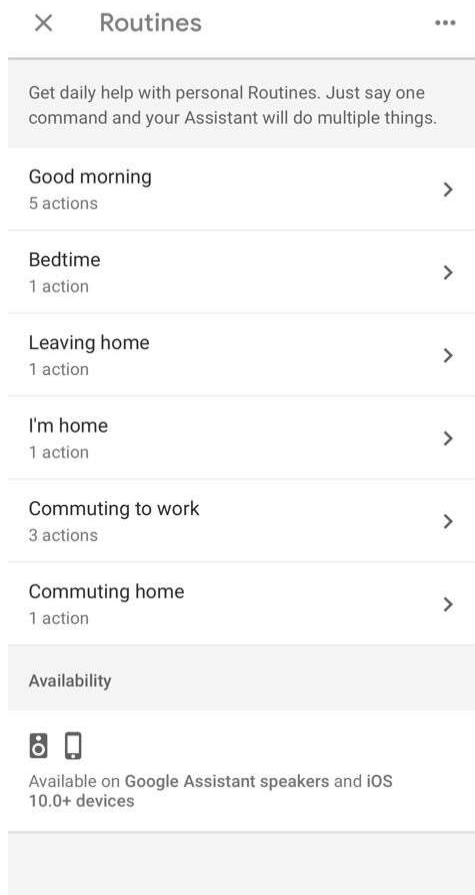 Routines
Get daily help with personal Routines. Just say one
command and your Assistant will do multiple things.
Good morning
5 actions
Bedtime
1 action
Leaving home
1 action
I'm home
1 action
Commuting to work
3 actions
Commuting home
1 action
Availability
Available on Google Assistant speakers and iOS
10.0+ devices